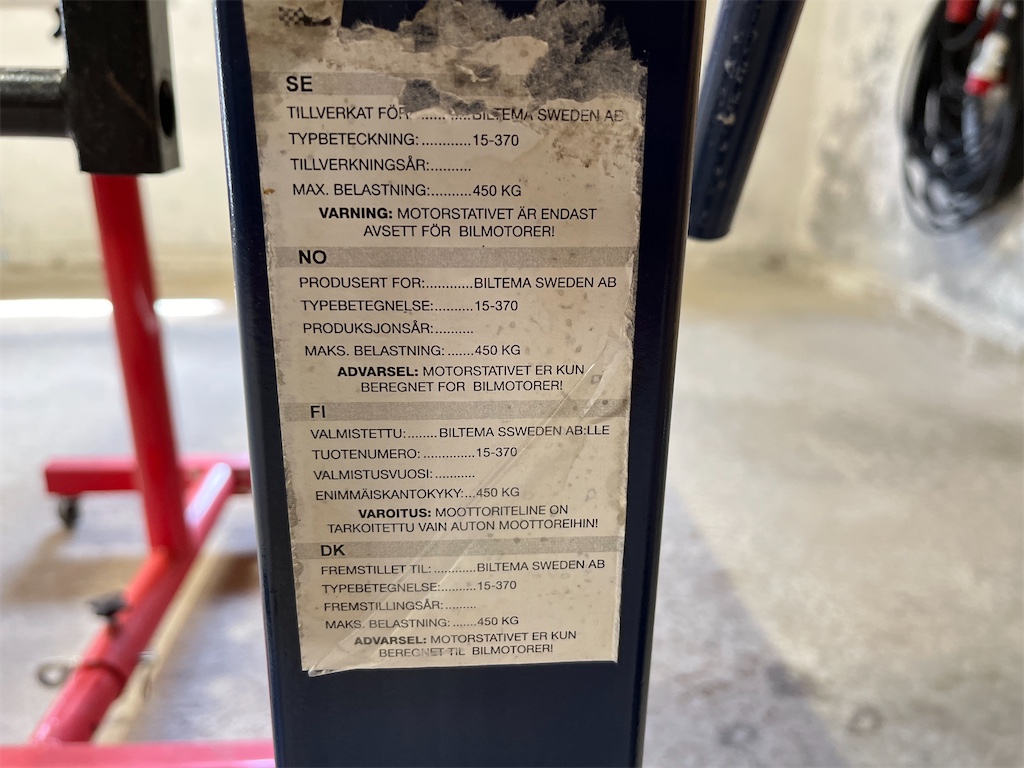 SE
TILLVERKAT FÖR ...... ....BILTEMA SWEDEN AB
TYPBETECKNING:............15-370
TILLVERKNINGSÅR:..........
MAX. BELASTNING:..........450 KG
VARNING: MOTORSTATIVET ÄR ENDAST
AVSETT FÖR BILMOTORER!
NO
PRODUSERT FOR:............BILTEMA SWEDEN AB
TYPEBETEGNELSE:..........15-370
PRODUKSJONSÅR:..........
MAKS. BELASTNING: .......450 KG
ADVARSEL: MOTORSTATIVET ER KUN
BEREGNET FOR BILMOTORER!
FI
VALMISTETTU:........BILTEMA SSWEDEN AB:LLE
TUOTENUMERO: .............15-370
VALMISTUSVUOSI:..........
ENIMMÄISKANTOKYKY:...450 KG
VAROITUS: MOOTTORITELINE ON
TARKOITETTU VAIN AUTON MOOTTOREIHIN!
DK
FREMSTILLET TIL:...........BILTEMA SWEDEN AB
TYPEBETEGNELSE:.........15-370
FREMSTILLINGSÅR:........
MAKS. BELASTNING: ......450 KG
ADVARSEL: MOTORSTATIVET ER KUN
BEREGNET TIL BILMOTORER!